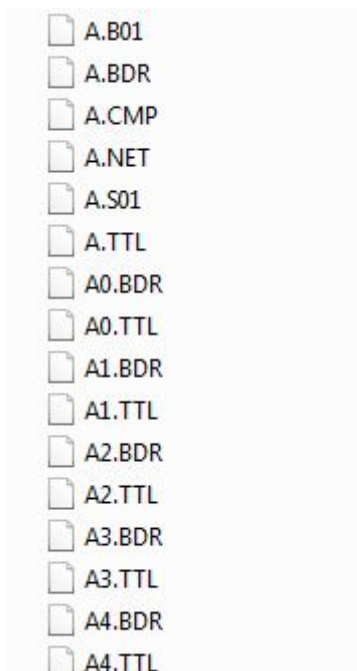 A.B01
A.BDR
A.CMP
A.NET
A.S01
A.TTL
A0.BDR
A0.TTL
A1.BDR
A1.TTL
A2.BDR
A2.TTL
A3.BDR
A3.TTL
A4.BDR
A4.TTL